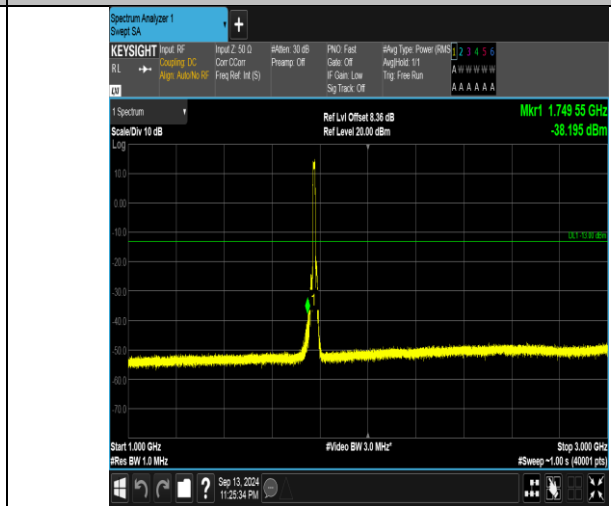 Spectrum Analyzer 1
Swept SA
+
KEYSIGHT Input: RF Input Z: 50 Ω #Atten: 30 dB PNO: Fast #Avg Type: Power (RMS 1 2 3 4 5 6
RL Coupling: DC Corr CCorr Preamp: Off Gate: Off Avg|Hold: 1/1 A W W W W W
Align: Auto/No RF Freq Ref: Int (S) IF Gain: Low Trig: Free Run
Sig Track: Off A A A A A A
LXI
1 Spectrum Ref Lvl Offset 8.36 dB Mkr1 1.749 55 GHz
Scale/Div 10 dB Ref Level 20.00 dBm -38.195 dBm
Log
10.0
0.00
-10.0
DL1 -13.00 dBm
-20.0
-30.0
1
-40.0
-50.0
-60.0
-70.0
Start 1.000 GHz #Video BW 3.0 MHz* Stop 3.000 GHz
#Res BW 1.0 MHz #Sweep ~1.00 s (40001 pts)
? Sep 13, 2024
11:25:34 PM